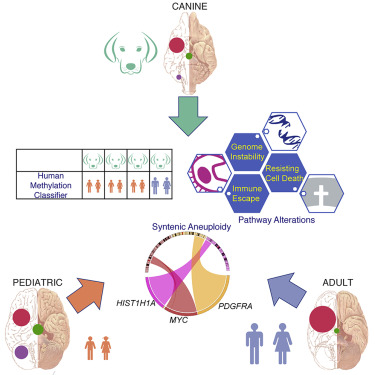 CANINE
Genome
Instability
Resisting
Cell Death
Immune
Escape
Pathway Alterations
Human
Methylation
Classifier
Syntenic Aneuploidy
HIST1H1A
MYC
PDGFRA
PEDIATRIC
ADULT